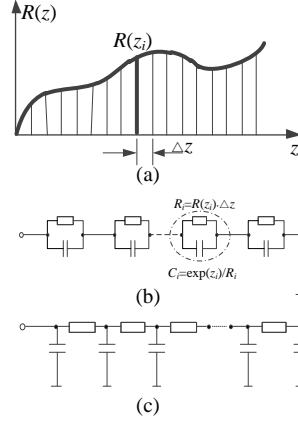 R(z)
R(z_i)
△z
z
(a)
R_i=R(z_i)·△z
C_i=exp(z_i)/R_i
(b)
(c)